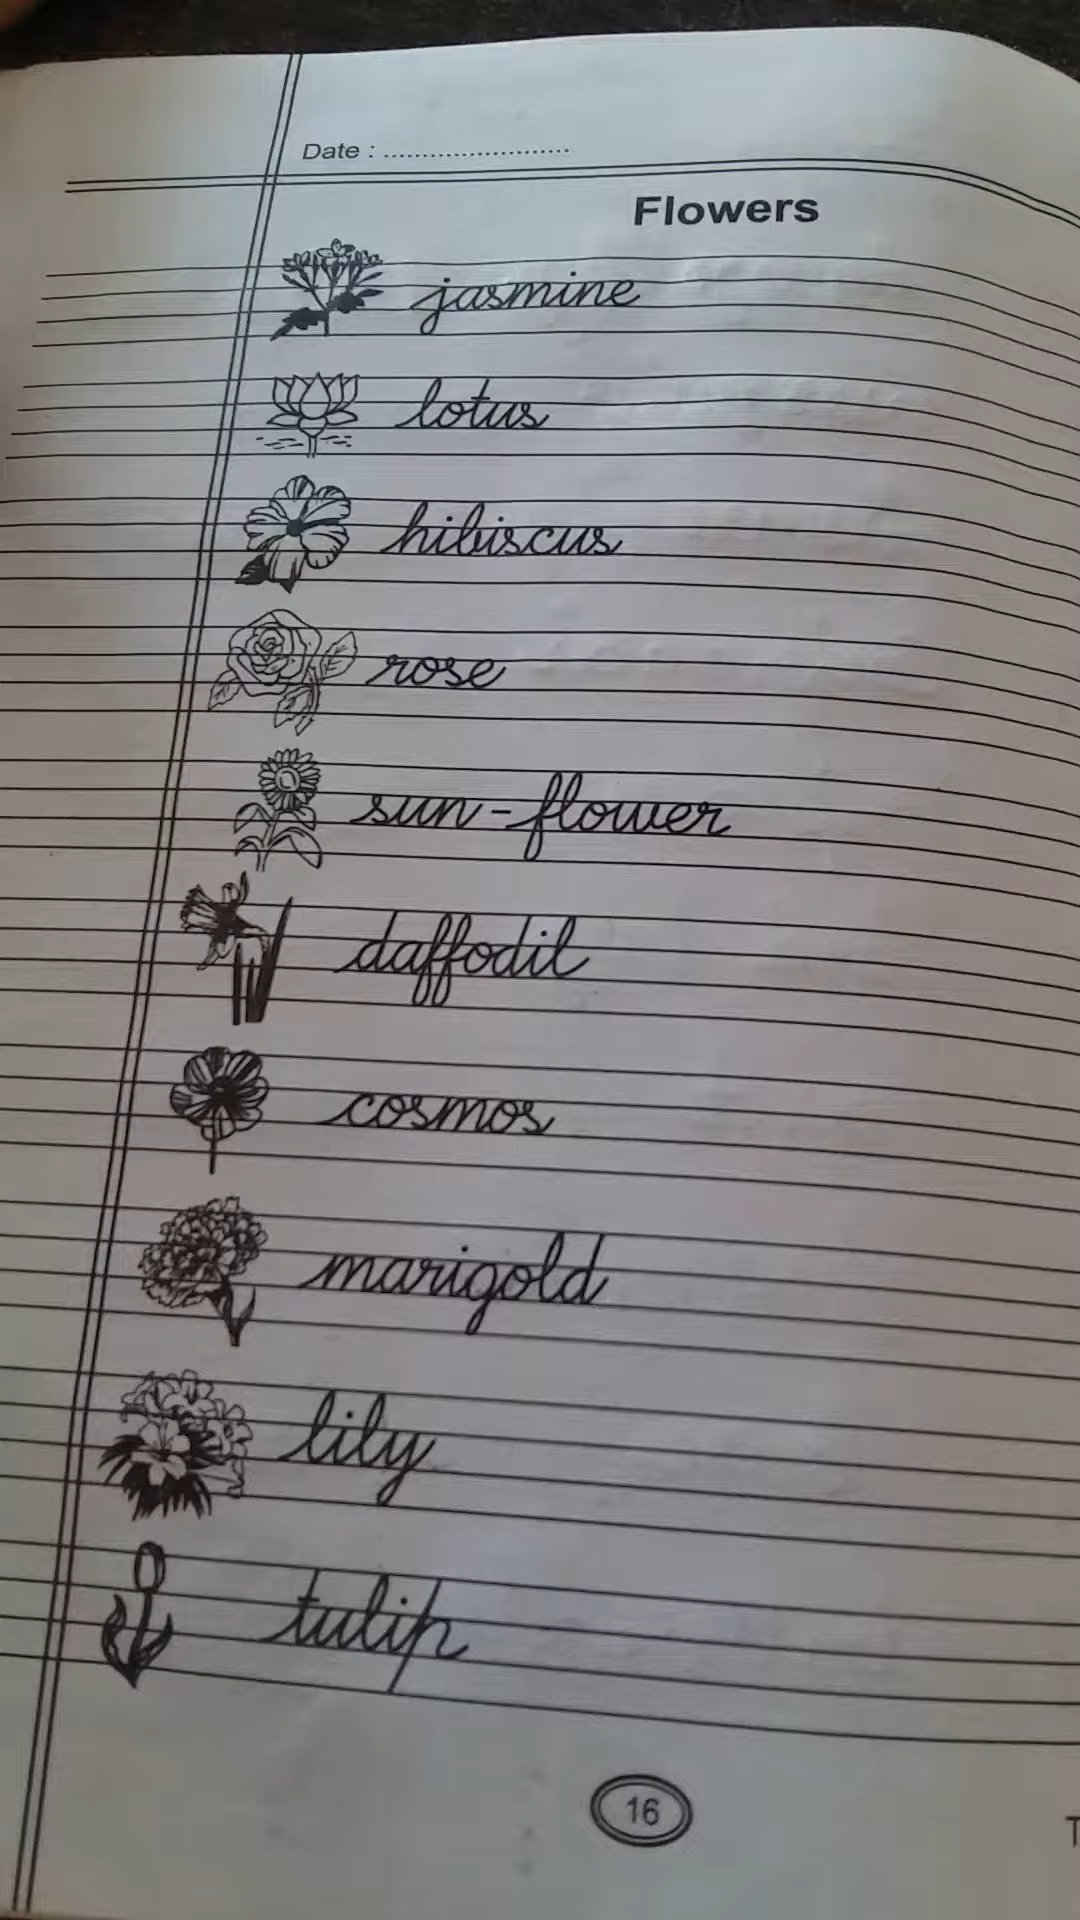 Date : .........................
Flowers
jasmine
lotus
hibiscus
rose
sun-flower
daffodil
cosmos
marigold
lily
tulip
16